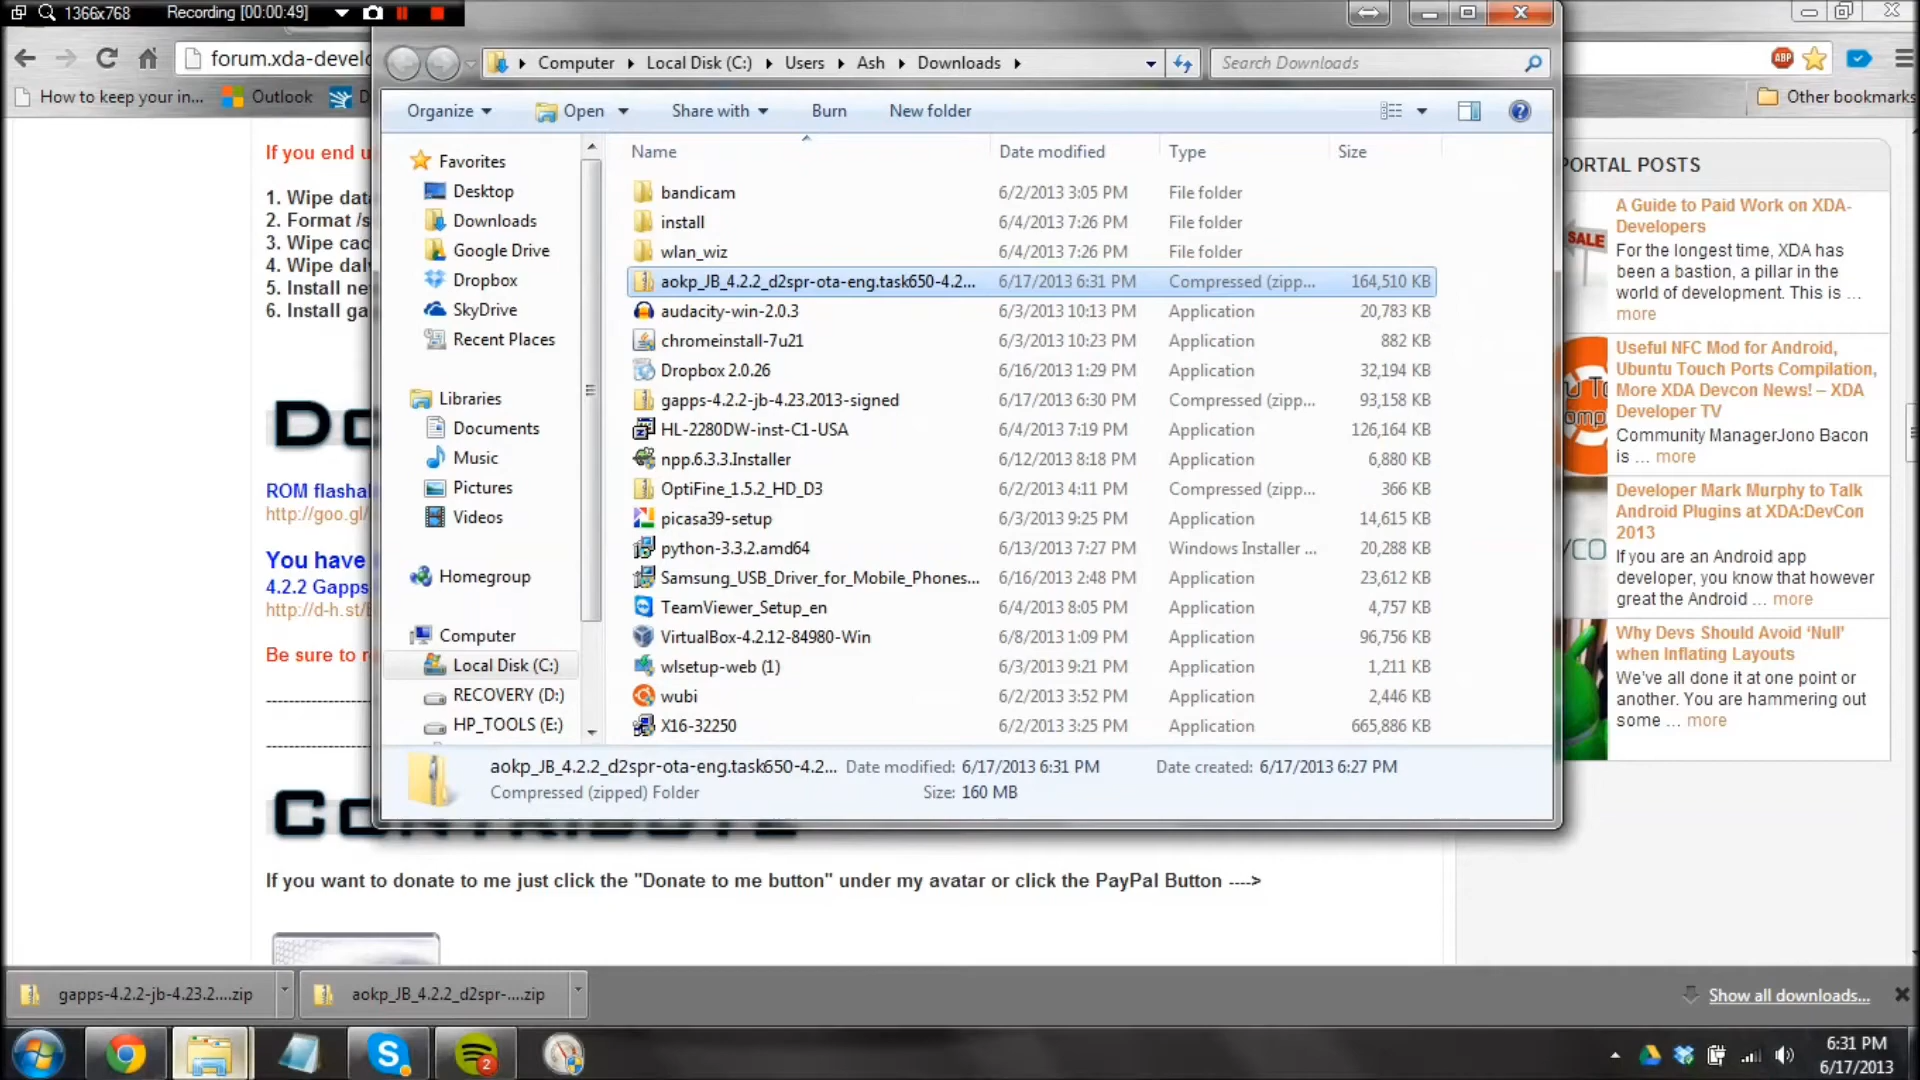 1366x768 Recording [00:00:49]
forum.xda-develo
How to keep your in... Outlook
Other bookmarks
Computer Local Disk (C:) Users Ash Downloads
Search Downloads
Organize Open Share with Burn New folder
Favorites
Desktop
Downloads
Google Drive
Dropbox
SkyDrive
Recent Places
Libraries
Documents
Music
Pictures
Videos
Homegroup
Computer
Local Disk (C:)
RECOVERY (D:)
HP_TOOLS (E:)
Name Date modified Type Size
bandicam 6/2/2013 3:05 PM File folder
install 6/4/2013 7:26 PM File folder
wlan_wiz 6/4/2013 7:26 PM File folder
aokp_JB_4.2.2_d2spr-ota-eng.task650-4.2... 6/17/2013 6:31 PM Compressed (zipp... 164,510 KB
audacity-win-2.0.3 6/3/2013 10:13 PM Application 20,783 KB
chromeinstall-7u21 6/3/2013 10:23 PM Application 882 KB
Dropbox 2.0.26 6/16/2013 1:29 PM Application 32,194 KB
gapps-4.2.2-jb-4.23.2013-signed 6/17/2013 6:30 PM Compressed (zipp... 93,158 KB
HL-2280DW-inst-C1-USA 6/4/2013 7:19 PM Application 126,164 KB
npp.6.3.3.Installer 6/12/2013 8:18 PM Application 6,880 KB
OptiFine_1.5.2_HD_D3 6/2/2013 4:11 PM Compressed (zipp... 366 KB
picasa39-setup 6/3/2013 9:25 PM Application 14,615 KB
python-3.3.2.amd64 6/13/2013 7:27 PM Windows Installer ... 20,288 KB
Samsung_USB_Driver_for_Mobile_Phones... 6/16/2013 2:48 PM Application 23,612 KB
TeamViewer_Setup_en 6/4/2013 8:05 PM Application 4,757 KB
VirtualBox-4.2.12-84980-Win 6/8/2013 1:09 PM Application 96,756 KB
wlsetup-web (1) 6/3/2013 9:21 PM Application 1,211 KB
wubi 6/2/2013 3:52 PM Application 2,446 KB
X16-32250 6/2/2013 3:25 PM Application 665,886 KB
aokp_JB_4.2.2_d2spr-ota-eng.task650-4.2... Date modified: 6/17/2013 6:31 PM Date created: 6/17/2013 6:27 PM
Compressed (zipped) Folder Size: 160 MB
If you end u
1. Wipe data
2. Format /s
3. Wipe cac
4. Wipe dal
5. Install ne
6. Install ga
ROM flashal
http://goo.gl/
You have
4.2.2 Gapps
http://d-h.st/
Be sure to r
CONTRIBUTE
If you want to donate to me just click the "Donate to me button" under my avatar or click the PayPal Button ---->
PORTAL POSTS
A Guide to Paid Work on XDA-
Developers
For the longest time, XDA has
been a bastion, a pillar in the
world of development. This is ...
more
SALE
Useful NFC Mod for Android,
Ubuntu Touch Ports Compilation,
More XDA Devcon News! – XDA
Developer TV
Community ManagerJono Bacon
is ... more
Developer Mark Murphy to Talk
Android Plugins at XDA:DevCon
2013
If you are an Android app
developer, you know that however
great the Android ... more
Why Devs Should Avoid ‘Null’
when Inflating Layouts
We've all done it at one point or
another. You are hammering out
some ... more
gapps-4.2.2-jb-4.23.2....zip aokp_JB_4.2.2_d2spr-....zip
Show all downloads...
2
6:31 PM
6/17/2013